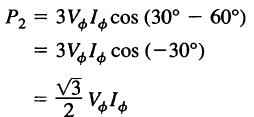 P₂ = 3V_ϕ I_ϕ cos (30° − 60°)
= 3V_ϕ I_ϕ cos (−30°)
= √3/2 V_ϕ I_ϕ